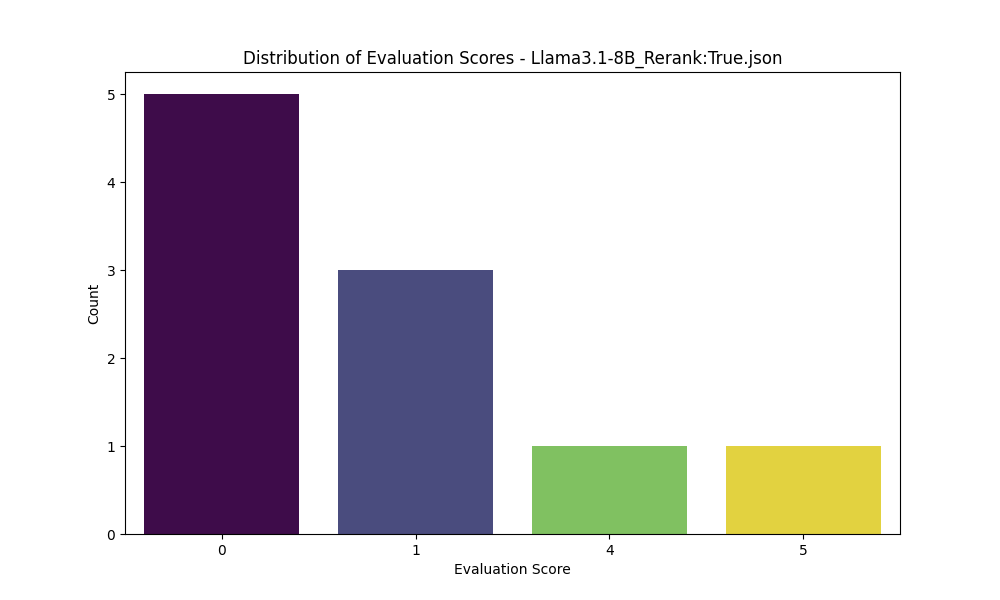 Distribution of Evaluation Scores - Llama3.1-8B_Rerank:True.json
5
4
3
2
1
0
Count
0 1 4 5
Evaluation Score